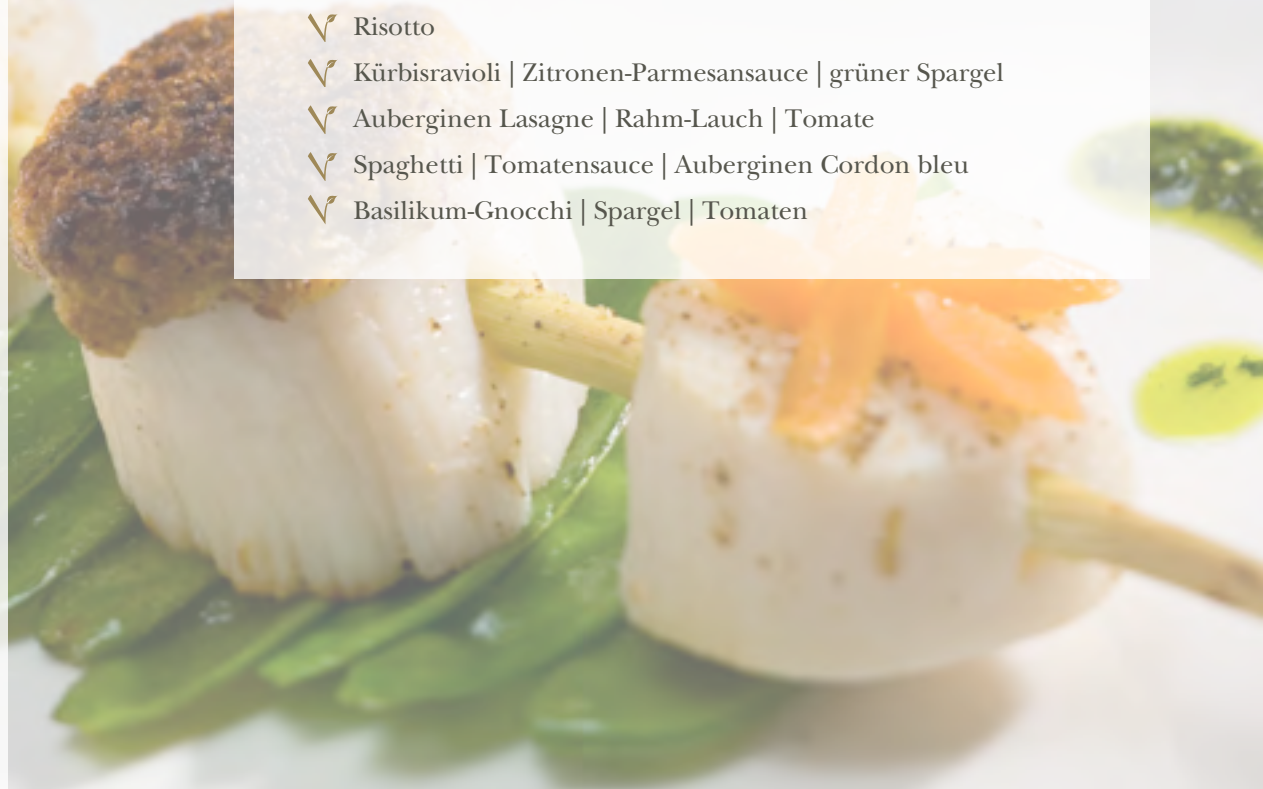 Risotto
Kürbisravioli | Zitronen-Parmesansauce | grüner Spargel
Auberginen Lasagne | Rahm-Lauch | Tomate
Spaghetti | Tomatensauce | Auberginen Cordon bleu
Basilikum-Gnocchi | Spargel | Tomaten